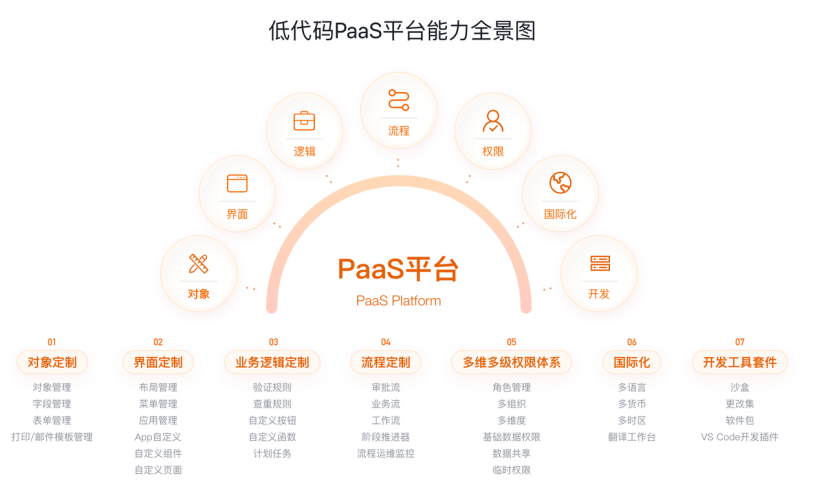 低代码PaaS平台能力全景图
流程
逻辑
权限
界面
国际化
对象
开发
PaaS平台
PaaS Platform
01
对象定制
对象管理
字段管理
表单管理
打印/邮件模板管理
02
界面定制
布局管理
菜单管理
应用管理
App自定义
自定义组件
自定义页面
03
业务逻辑定制
验证规则
查重规则
自定义按钮
自定义函数
计划任务
04
流程定制
审批流
业务流
工作流
阶段推进器
流程运维监控
05
多维多级权限体系
角色管理
多组织
多维度
基础数据权限
数据共享
临时权限
06
国际化
多语言
多货币
多时区
翻译工作台
07
开发工具套件
沙盒
更改集
软件包
VS Code开发插件